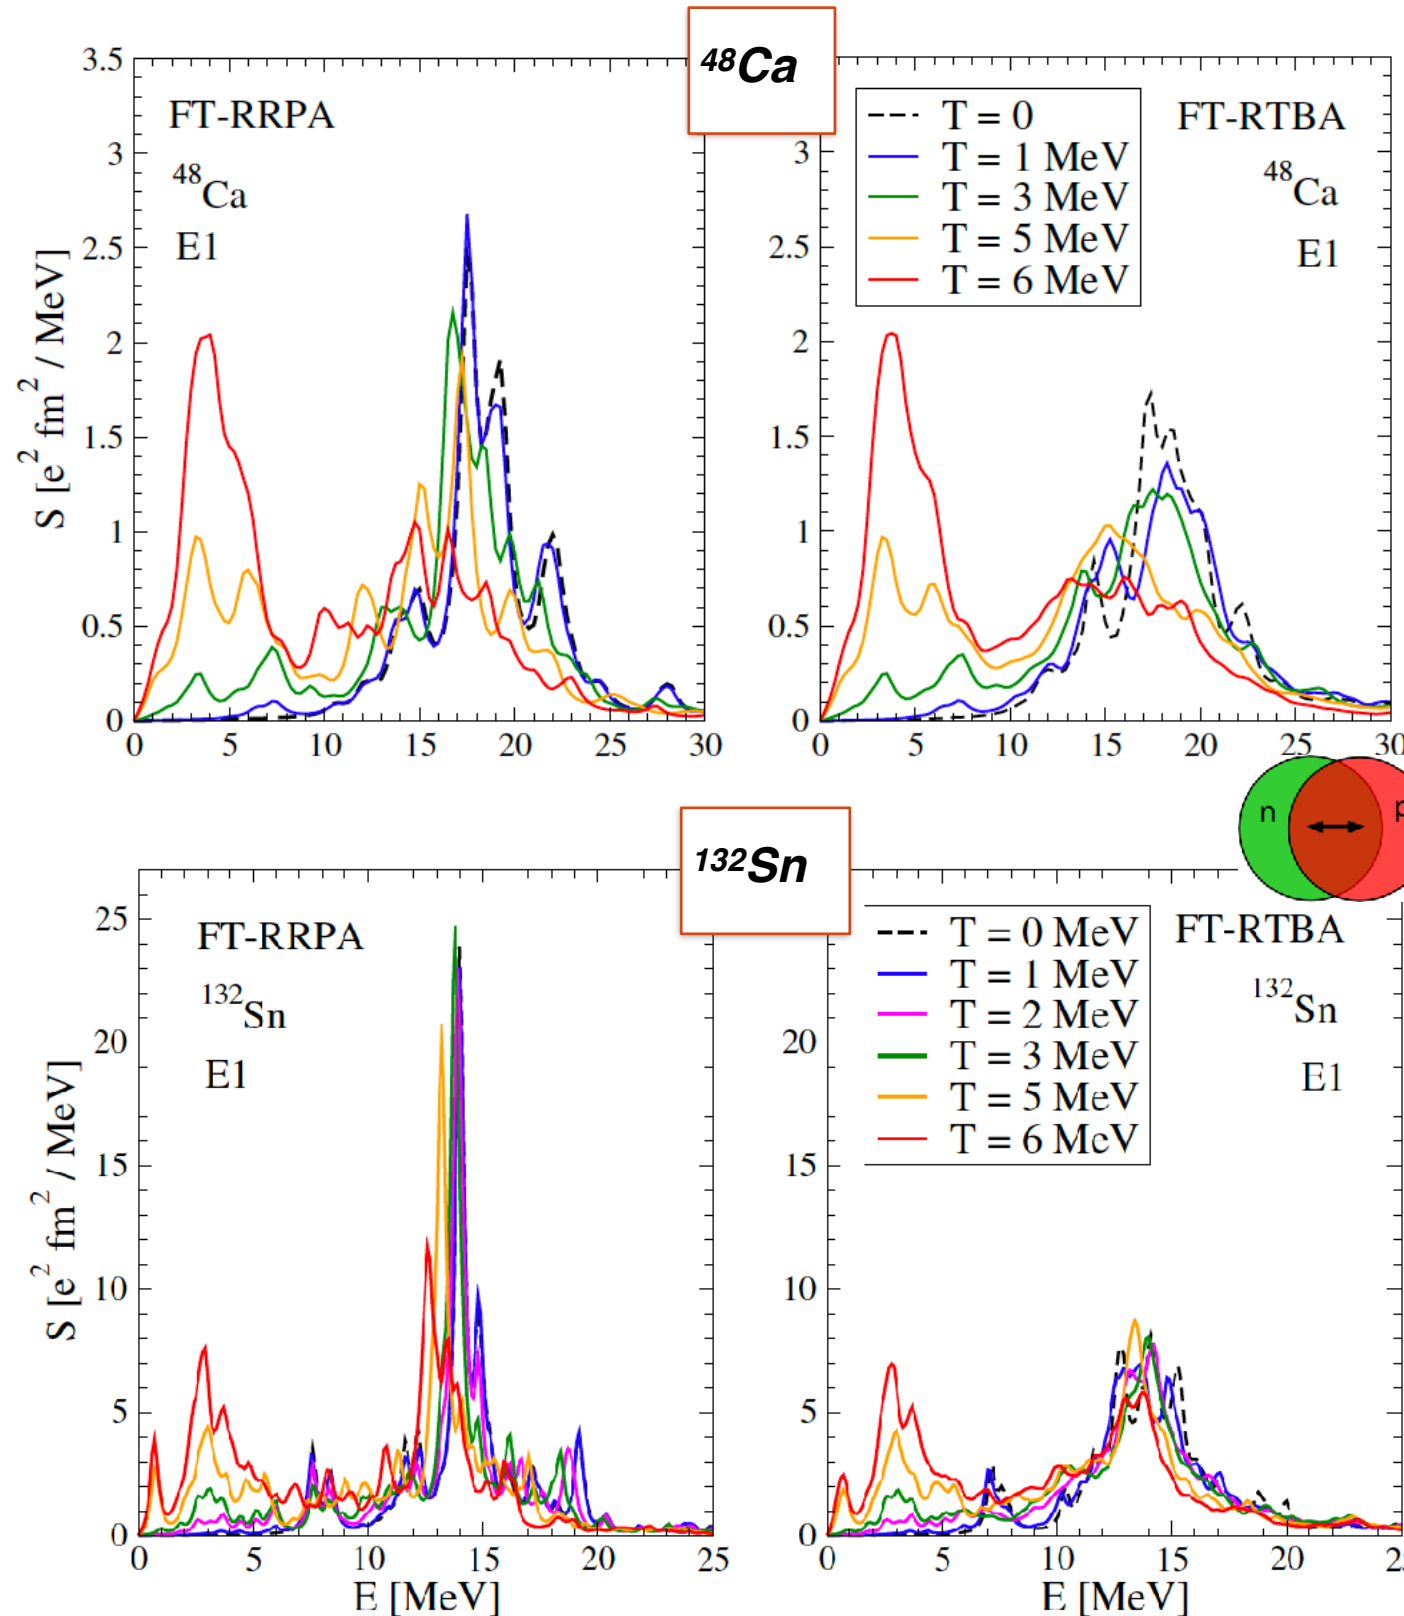 48Ca
3.5
3
2.5
2
1.5
1
0.5
0
S [e2 fm2 / MeV]
FT-RRPA
48Ca
E1
0 5 10 15 20 25 30
3
2.5
2
1.5
1
0.5
0
T = 0
T = 1 MeV
T = 3 MeV
T = 5 MeV
T = 6 MeV
FT-RTBA
48Ca
E1
0 5 10 15 20 25 30
n p
132Sn
25
20
15
10
5
0
S [e2 fm2 / MeV]
FT-RRPA
132Sn
E1
0 5 10 15 20 25
E [MeV]
20
15
10
5
0
T = 0 MeV
T = 1 MeV
T = 2 MeV
T = 3 MeV
T = 5 MeV
T = 6 MeV
FT-RTBA
132Sn
E1
0 5 10 15 20
E [MeV]